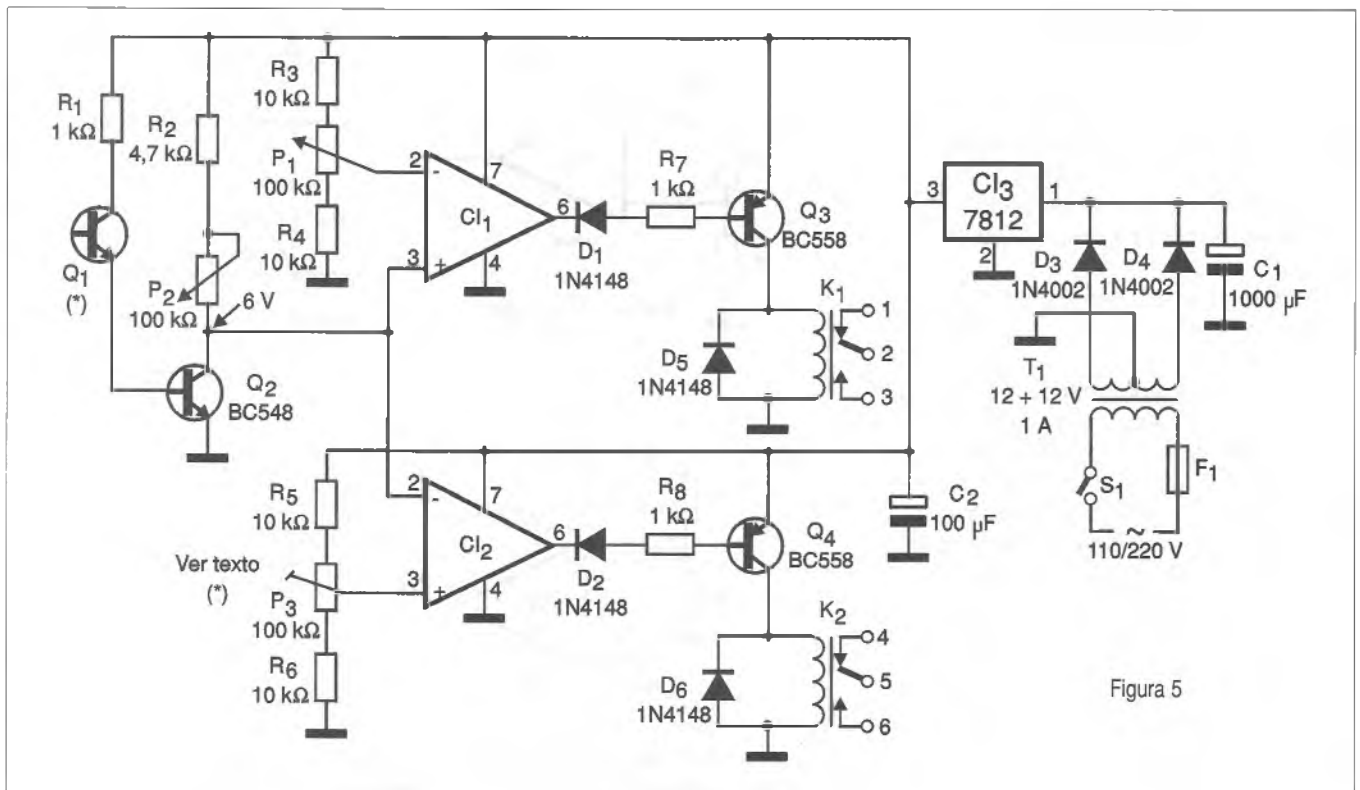 R1
1 kΩ
Q1
(*)
R2
4,7 kΩ
P2
100 kΩ
6 V
Q2
BC548
R3
10 kΩ
P1
100 kΩ
R4
10 kΩ
2
-
3
+
7
4
6
CI1
D1
1N4148
R7
1 kΩ
Q3
BC558
D5
1N4148
K1
1
2
3
3
CI3
7812
1
2
D3
1N4002
D4
1N4002
C1
1000 µF
T1
12 + 12 V
1 A
S1
F1
~
110/220 V
R5
10 kΩ
Ver texto
(*)
P3
100 kΩ
R6
10 kΩ
2
-
3
+
7
4
6
CI2
D2
1N4148
R8
1 kΩ
Q4
BC558
C2
100 µF
D6
1N4148
K2
4
5
6
Figura 5